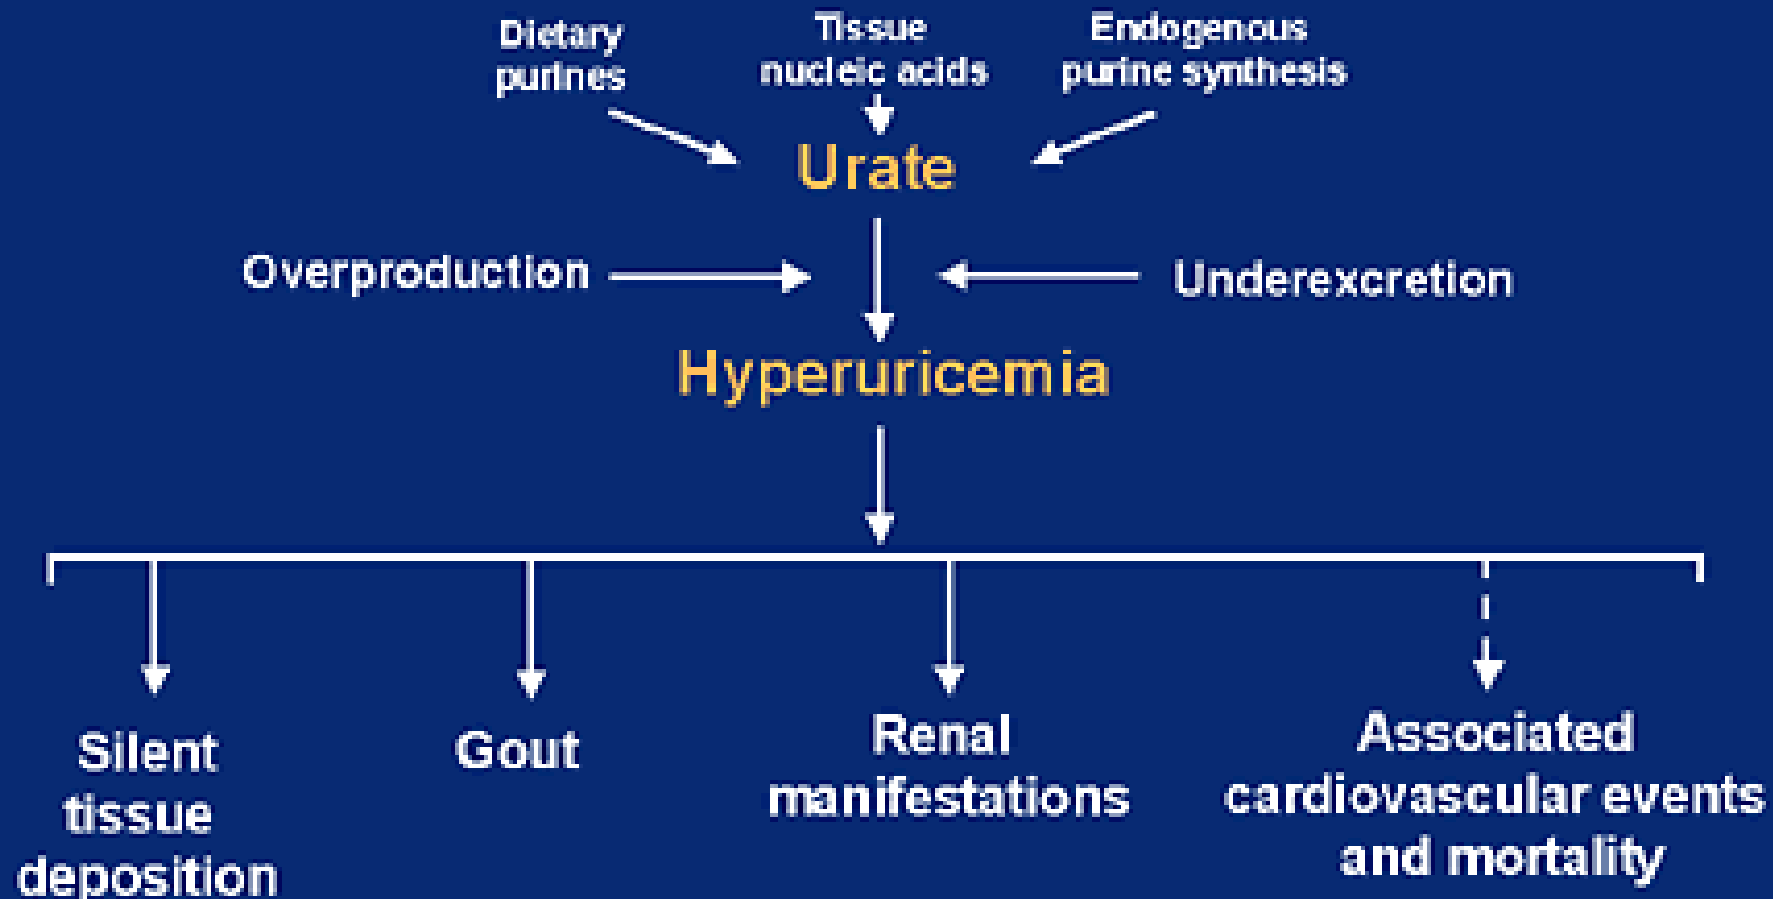 Dietary
purines
Tissue
nucleic acids
Endogenous
purine synthesis
Urate
Overproduction
Underexcretion
Hyperuricemia
Silent
tissue
deposition
Gout
Renal
manifestations
Associated
cardiovascular events
and mortality